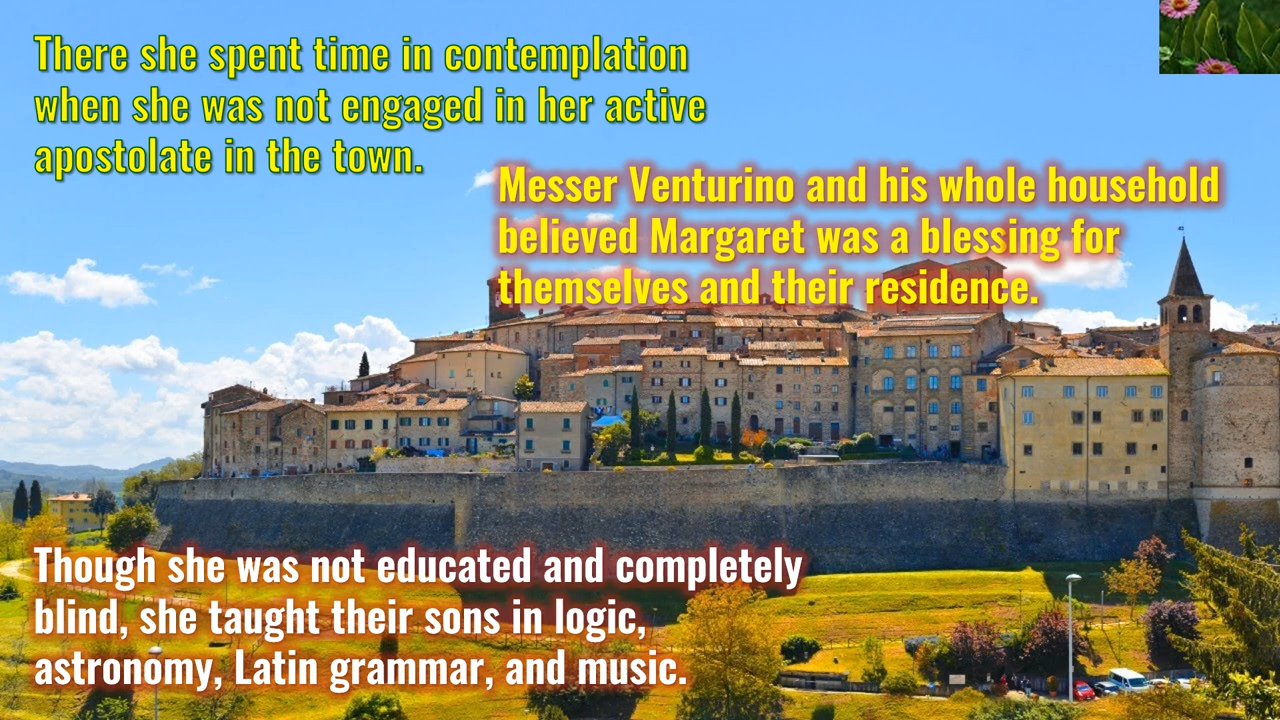 There she spent time in contemplation
when she was not engaged in her active
apostolate in the town.
Messer Venturino and his whole household
believed Margaret was a blessing for
themselves and their residence.
Though she was not educated and completely
blind, she taught their sons in logic,
astronomy, Latin grammar, and music.